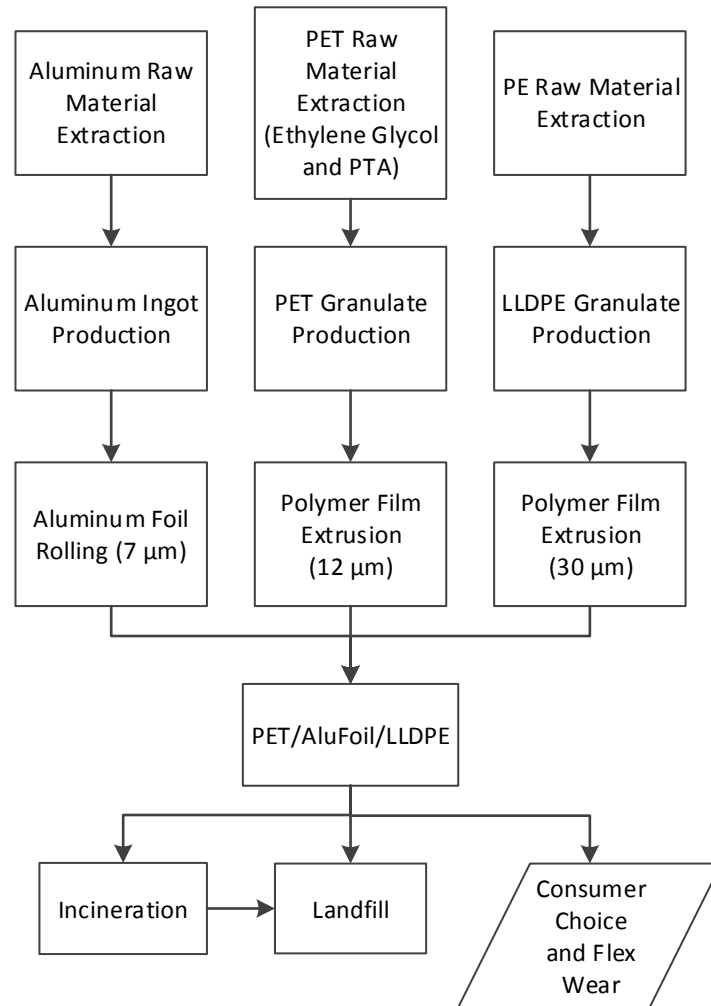 Aluminum Raw
Material
Extraction
PET Raw
Material
Extraction
(Ethylene Glycol
and PTA)
PE Raw Material
Extraction
Aluminum Ingot
Production
PET Granulate
Production
LLDPE Granulate
Production
Aluminum Foil
Rolling (7 µm)
Polymer Film
Extrusion
(12 µm)
Polymer Film
Extrusion
(30 µm)
PET/AluFoil/LLDPE
Incineration
Landfill
Consumer
Choice
and Flex
Wear